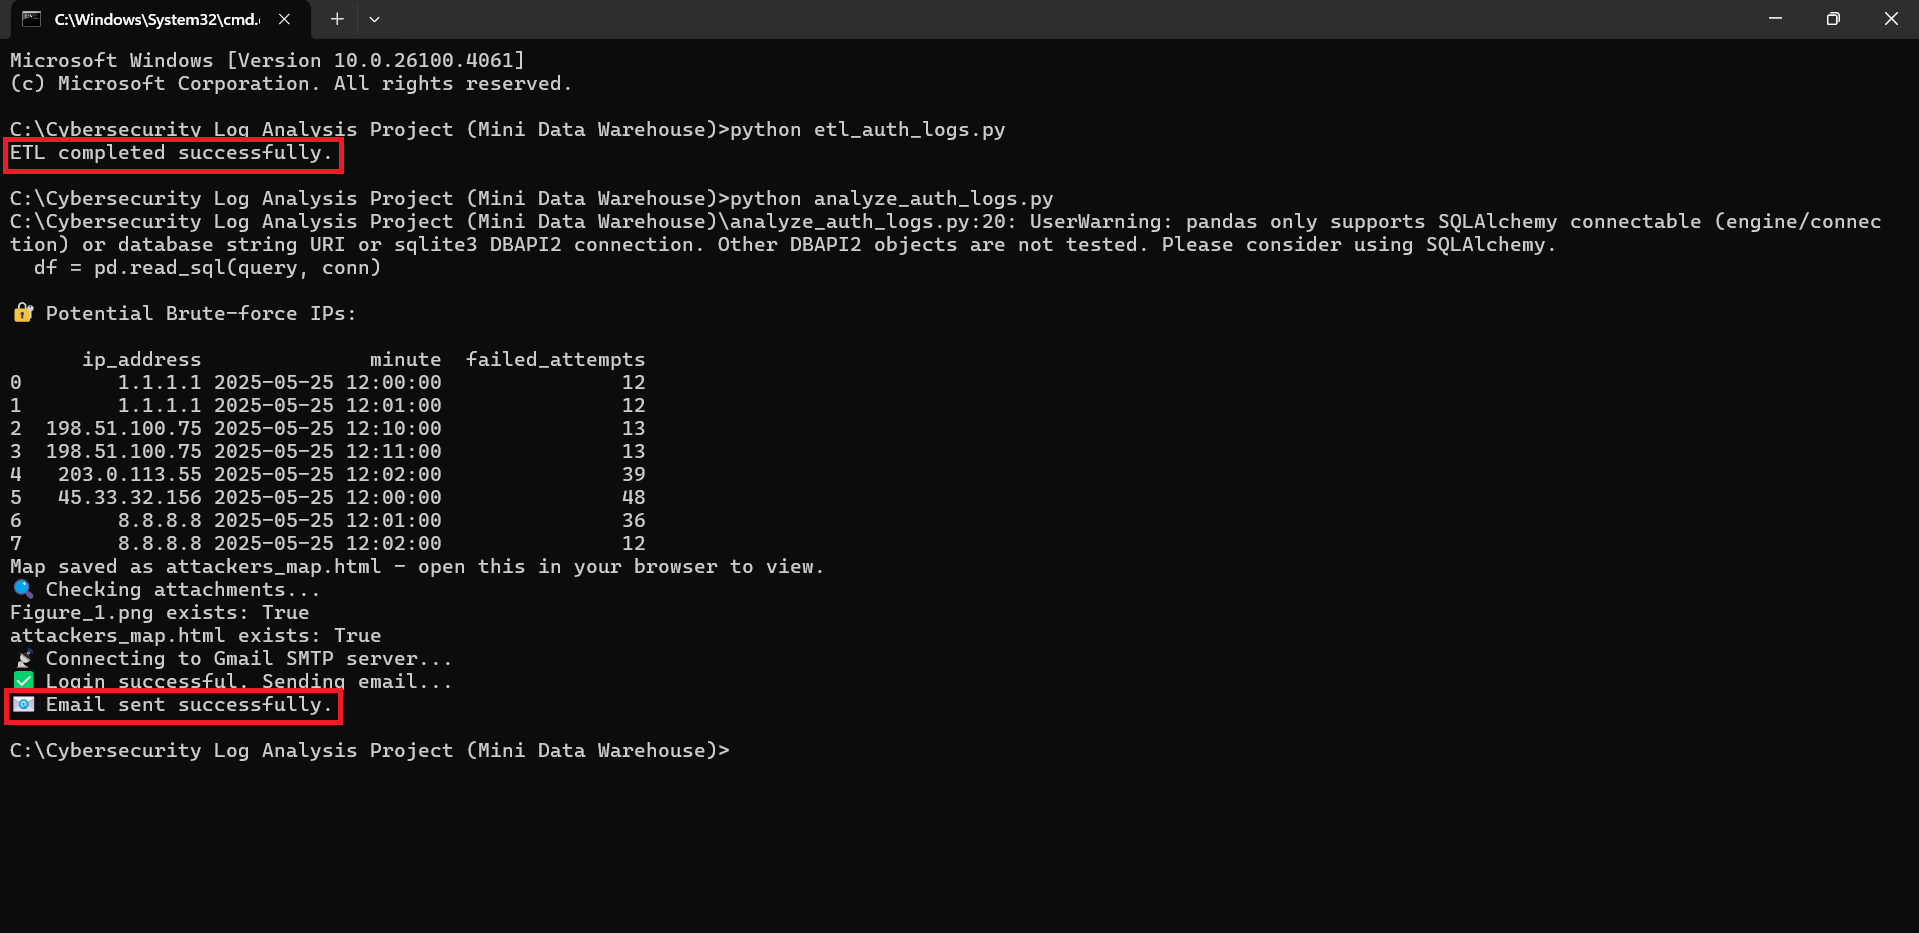 C:\Windows\System32\cmd.
Microsoft Windows [Version 10.0.26100.4061]
(c) Microsoft Corporation. All rights reserved.
C:\Cybersecurity Log Analysis Project (Mini Data Warehouse)>python etl_auth_logs.py
ETL completed successfully.
C:\Cybersecurity Log Analysis Project (Mini Data Warehouse)>python analyze_auth_logs.py
C:\Cybersecurity Log Analysis Project (Mini Data Warehouse)\analyze_auth_logs.py:20: UserWarning: pandas only supports SQLAlchemy connectable (engine/connec
tion) or database string URI or sqlite3 DBAPI2 connection. Other DBAPI2 objects are not tested. Please consider using SQLAlchemy.
  df = pd.read_sql(query, conn)
🔐 Potential Brute-force IPs:
      ip_address              minute  failed_attempts
0        1.1.1.1 2025-05-25 12:00:00               12
1        1.1.1.1 2025-05-25 12:01:00               12
2  198.51.100.75 2025-05-25 12:10:00               13
3  198.51.100.75 2025-05-25 12:11:00               13
4   203.0.113.55 2025-05-25 12:02:00               39
5   45.33.32.156 2025-05-25 12:00:00               48
6        8.8.8.8 2025-05-25 12:01:00               36
7        8.8.8.8 2025-05-25 12:02:00               12
Map saved as attackers_map.html – open this in your browser to view.
🔍 Checking attachments...
Figure_1.png exists: True
attackers_map.html exists: True
📡 Connecting to Gmail SMTP server...
✅ Login successful. Sending email...
📧 Email sent successfully.
C:\Cybersecurity Log Analysis Project (Mini Data Warehouse)>